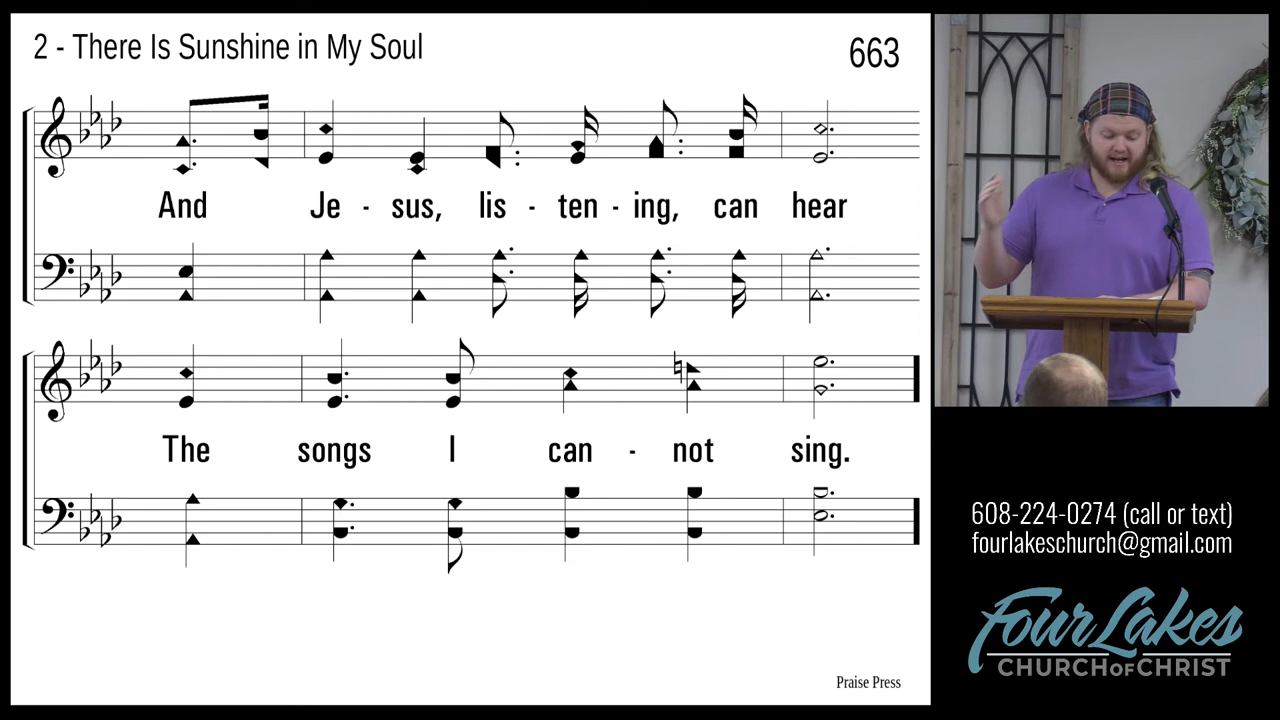 2 - There Is Sunshine in My Soul
663
And Je - sus, lis - ten - ing, can hear
The songs I can - not sing.
Praise Press
608-224-0274 (call or text)
fourlakeschurch@gmail.com
Four Lakes
CHURCH OF CHRIST